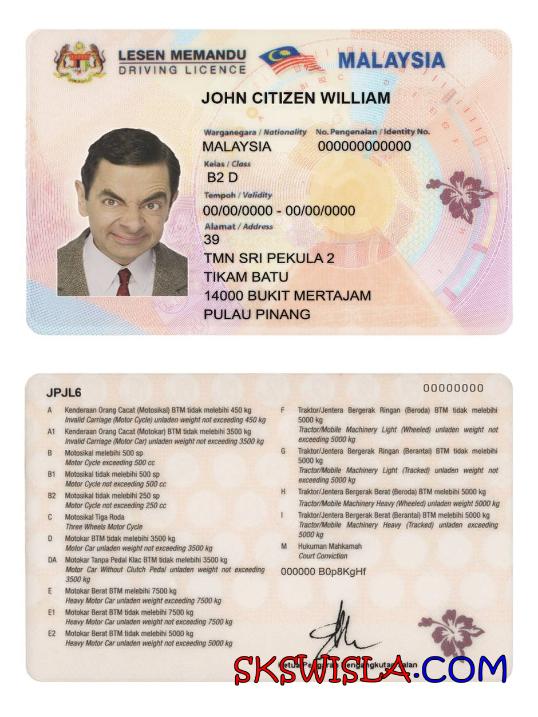 LESEN MEMANDU
DRIVING LICENCE
MALAYSIA
JOHN CITIZEN WILLIAM
Warganegara / Nationality No. Pengenalan / Identity No.
MALAYSIA 000000000000
Kelas / Class
B2 D
Tempoh / Validity
00/00/0000 - 00/00/0000
Alamat / Address
39
TMN SRI PEKULA 2
TIKAM BATU
14000 BUKIT MERTAJAM
PULAU PINANG
JPJL6
00000000
A Kenderaan Orang Cacat (Motosikal) BTM tidak melebihi 450 kg
Invalid Carriage (Motor Cycle) unladen weight not exceeding 450 kg
A1 Kenderaan Orang Cacat (Motokar) BTM tidak melebihi 3500 kg
Invalid Carriage (Motor Car) unladen weight not exceeding 3500 kg
B Motosikal melebihi 500 sp
Motor Cycle exceeding 500 cc
B1 Motosikal tidak melebihi 500 sp
Motor Cycle not exceeding 500 cc
B2 Motosikal tidak melebihi 250 sp
Motor Cycle not exceeding 250 cc
C Motosikal Tiga Roda
Three Wheels Motor Cycle
D Motokar BTM tidak melebihi 3500 kg
Motor Car unladen weight not exceeding 3500 kg
DA Motokar Tanpa Pedal Klac BTM tidak melebihi 3500 kg
Motor Car Without Clutch Pedal unladen weight not exceeding
3500 kg
E Motokar Berat BTM melebihi 7500 kg
Heavy Motor Car unladen weight exceeding 7500 kg
E1 Motokar Berat BTM tidak melebihi 7500 kg
Heavy Motor Car unladen weight not exceeding 7500 kg
E2 Motokar Berat BTM tidak melebihi 5000 kg
Heavy Motor Car unladen weight not exceeding 5000 kg
F Traktor/Jentera Bergerak Ringan (Beroda) BTM tidak melebihi
5000 kg
Tractor/Mobile Machinery Light (Wheeled) unladen weight not
exceeding 5000 kg
G Traktor/Jentera Bergerak Ringan (Berantai) BTM tidak melebihi
5000 kg
Tractor/Mobile Machinery Light (Tracked) unladen weight not
exceeding 5000 kg
H Traktor/Jentera Bergerak Berat (Beroda) BTM melebihi 5000 kg
Tractor/Mobile Machinery Heavy (Wheeled) unladen weight 5000 kg
I Traktor/Jentera Bergerak Berat (Berantai) BTM melebihi 5000 kg
Tractor/Mobile Machinery Heavy (Tracked) unladen exceeding
5000 kg
M Hukuman Mahkamah
Court Conviction
000000 B0p8KgHf
Ketua Pengarah Pengangkutan Jalan
SKSWISLA.COM